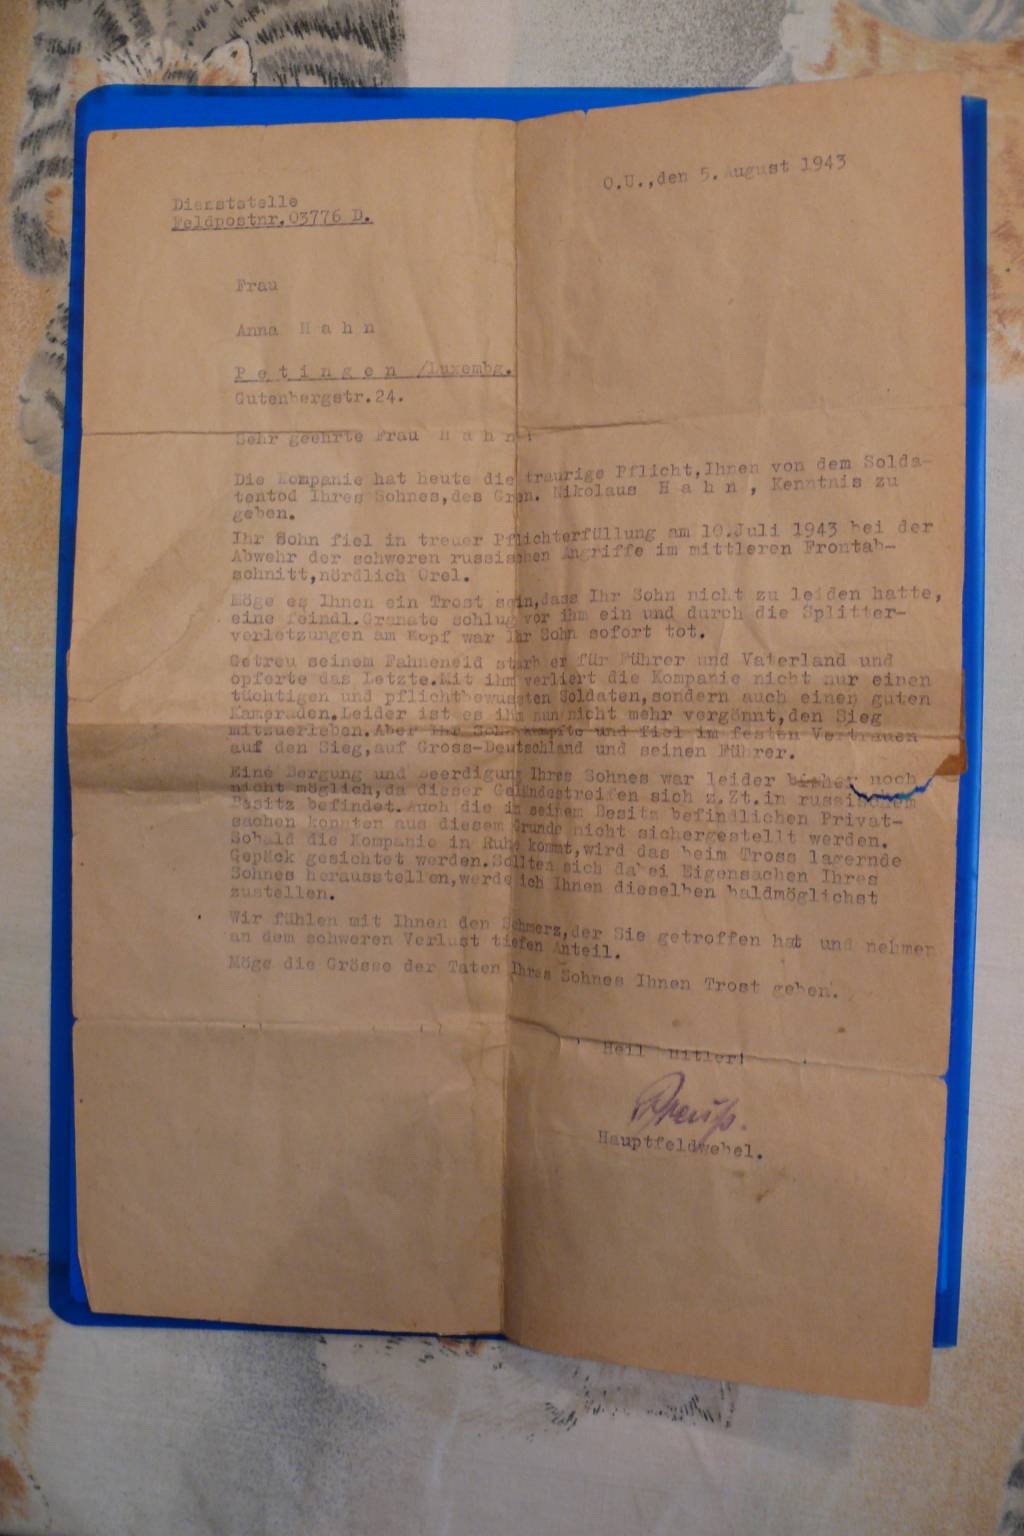 O.U.,den 5.August 1943
Dienststelle
Feldpostnr.03776 D.
Frau
Anna H a h n
P e t i n g e n /Luxembg.
Gutenbergstr.24.
Sehr geehrte Frau H a h n !
Die Kompanie hat heute die traurige Pflicht,Ihnen von dem Solda-
tentod Ihres Sohnes,des Gren. Nikolaus H a h n , Kenntnis zu
geben.
Ihr Sohn fiel in treuer Pflichterfüllung am 10.Juli 1943 bei der
Abwehr der schweren russischen Angriffe im mittleren Frontab-
schnitt,nördlich Orel.
Möge es Ihnen ein Trost sein,dass Ihr Sohn nicht zu leiden hatte,
eine feindl.Granate schlug vor ihm ein und durch die Splitter-
verletzungen am Kopf war Ihr Sohn sofort tot.
Getreu seinem Fahneneid starb er für Führer und Vaterland und
opferte das Letzte.Mit ihm verliert die Kompanie nicht nur einen
tüchtigen und pflichtbewussten Soldaten,sondern auch einen guten
Kameraden.Leider ist es ihm nun nicht mehr vergönnt,den Sieg
mitzuerleben.Aber Ihr Sohn kämpfte und fiel im festen Vertrauen
auf den Sieg,auf Gross-Deutschland und seinen Führer.
Eine Bergung und Beerdigung Ihres Sohnes war leider bisher noch
nicht möglich,da dieser Geländestreifen sich z.Zt.in russischem
Besitz befindet.Auch die in seinem Besitz befindlichen Privat-
sachen konnten aus diesem Grunde nicht sichergestellt werden.
Sobald die Kompanie in Ruhe kommt,wird das beim Tross lagernde
Gepäck gesichtet werden.Sollten sich dabei Eigensachen Ihres
Sohnes herausstellen,werde ich Ihnen dieselben baldmöglichst
zustellen.
Wir fühlen mit Ihnen den Schmerz,der Sie getroffen hat und nehmen
an dem schweren Verlust tiefen Anteil.
Möge die Grösse der Taten Ihres Sohnes Ihnen Trost geben.
Heil Hitler!
Preuß.
Hauptfeldwebel.